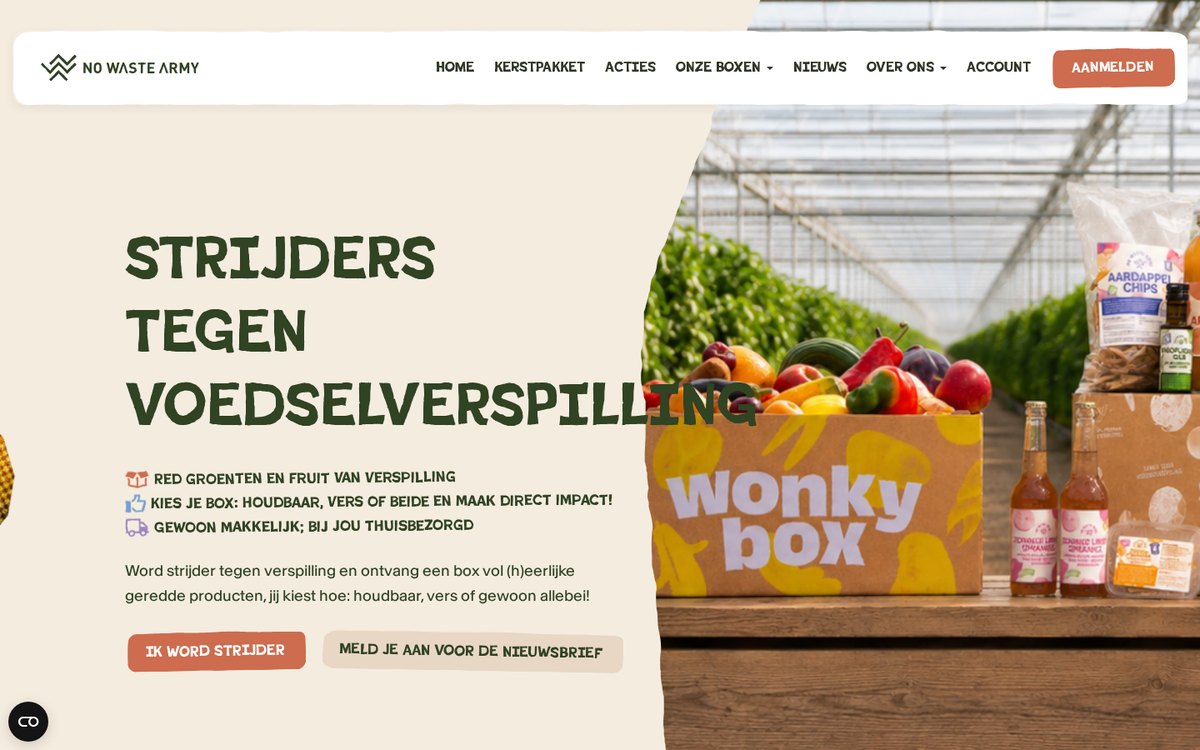 NO WASTE ARMY
HOME
KERSTPAKKET
ACTIES
ONZE BOXEN
NIEUWS
OVER ONS
ACCOUNT
AANMELDEN
STRIJDERS
TEGEN
VOEDSELVERSPILLING
RED GROENTEN EN FRUIT VAN VERSPILLING
KIES JE BOX: HOUDBAAR, VERS OF BEIDE EN MAAK DIRECT IMPACT!
GEWOON MAKKELIJK; BIJ JOU THUISBEZORGD
Word strijder tegen verspilling en ontvang een box vol (h)eerlijke
geredde producten, jij kiest hoe: houdbaar, vers of gewoon allebei!
IK WORD STRIJDER
MELD JE AAN VOOR DE NIEUWSBRIEF
wonky
box
AARDAPPEL
CHIPS